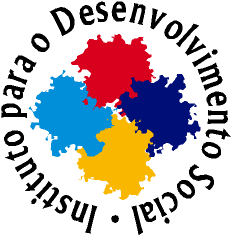 Instituto para o Desenvolvimento Social •